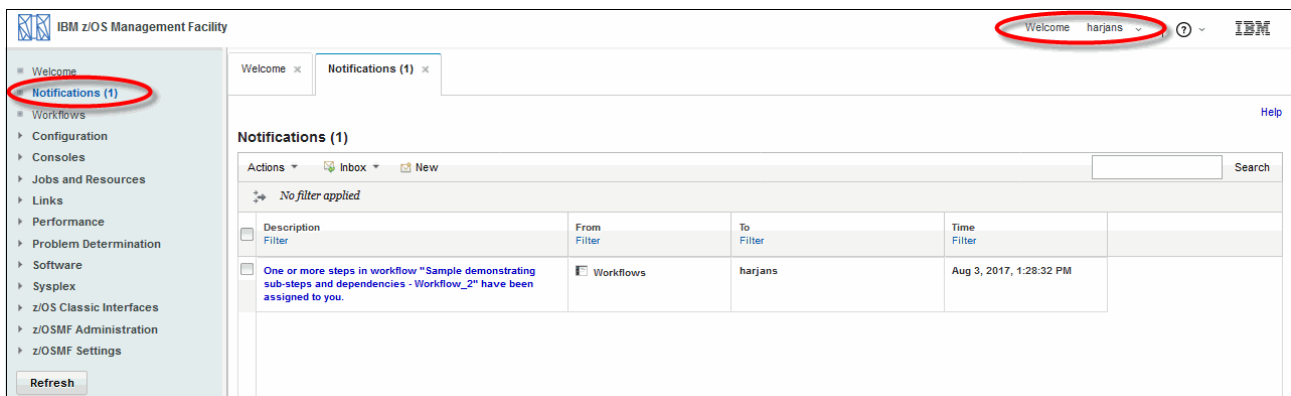 IBM z/OS Management Facility
Welcome harjans
IBM
Welcome
Notifications (1)
Workflows
Configuration
Consoles
Jobs and Resources
Links
Performance
Problem Determination
Software
Sysplex
z/OS Classic Interfaces
z/OSMF Administration
z/OSMF Settings
Refresh
Welcome
Notifications (1)
Help
Notifications (1)
Actions Inbox New Search
No filter applied
Description From To Time
Filter Filter Filter Filter
One or more steps in workflow "Sample demonstrating
sub-steps and dependencies - Workflow_2" have been
assigned to you.
Workflows harjans Aug 3, 2017, 1:28:32 PM